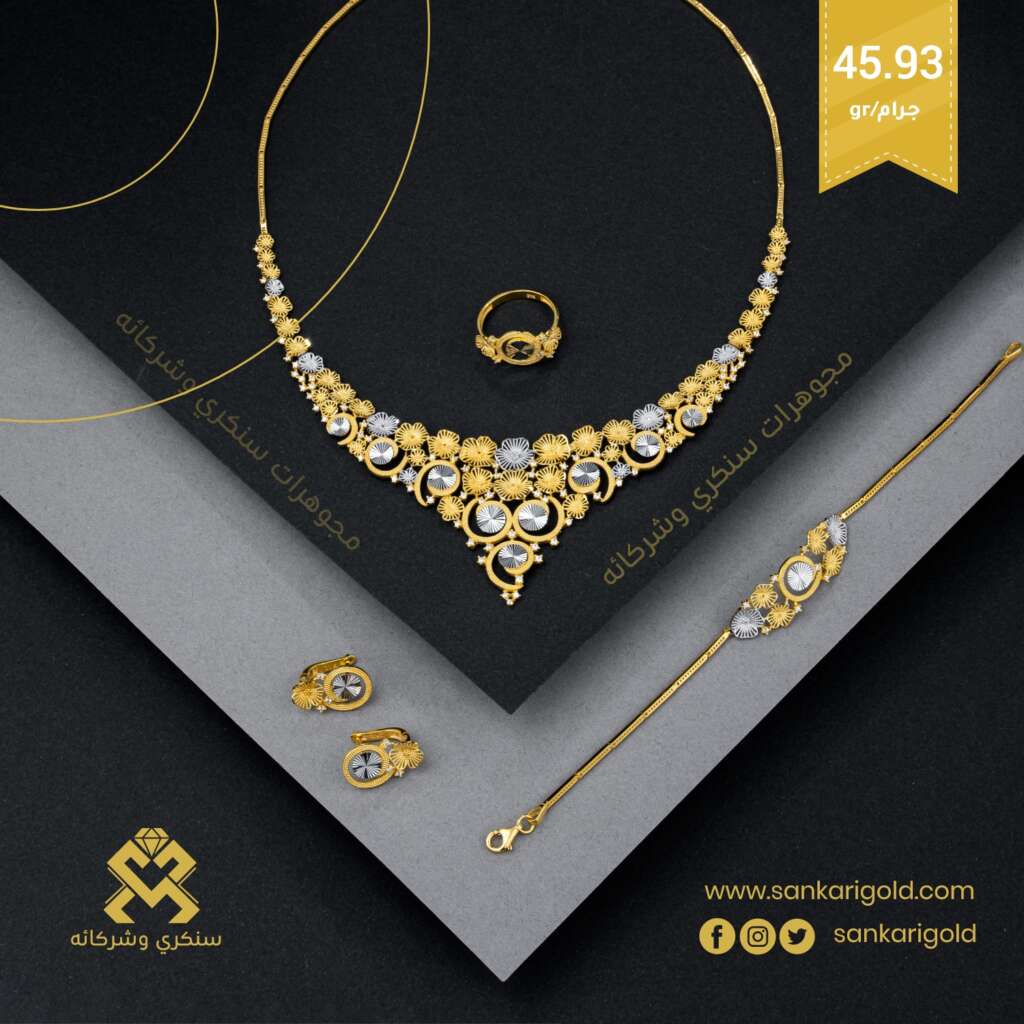 45.93
جرام/gr
مجوهرات سنكري وشركائه
مجوهرات سنكري وشركائه
سنكري وشركائه
www.sankarigold.com
sankarigold